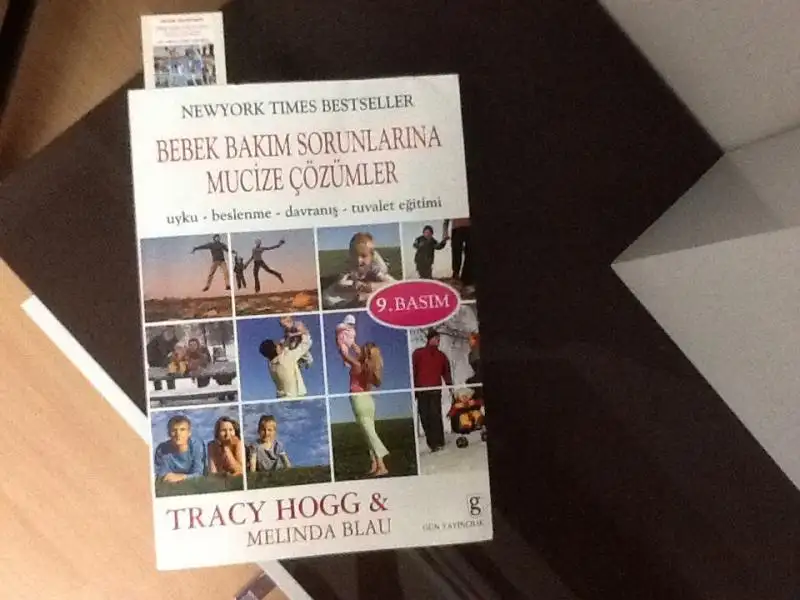 NEWYORK TIMES BESTSELLER
BEBEK BAKIM SORUNLARINA
MUCİZE ÇÖZÜMLER
uyku - beslenme - davranış - tuvalet eğitimi
9. BASIM
TRACY HOGG &
MELINDA BLAU
g
GÜN YAYINCILIK